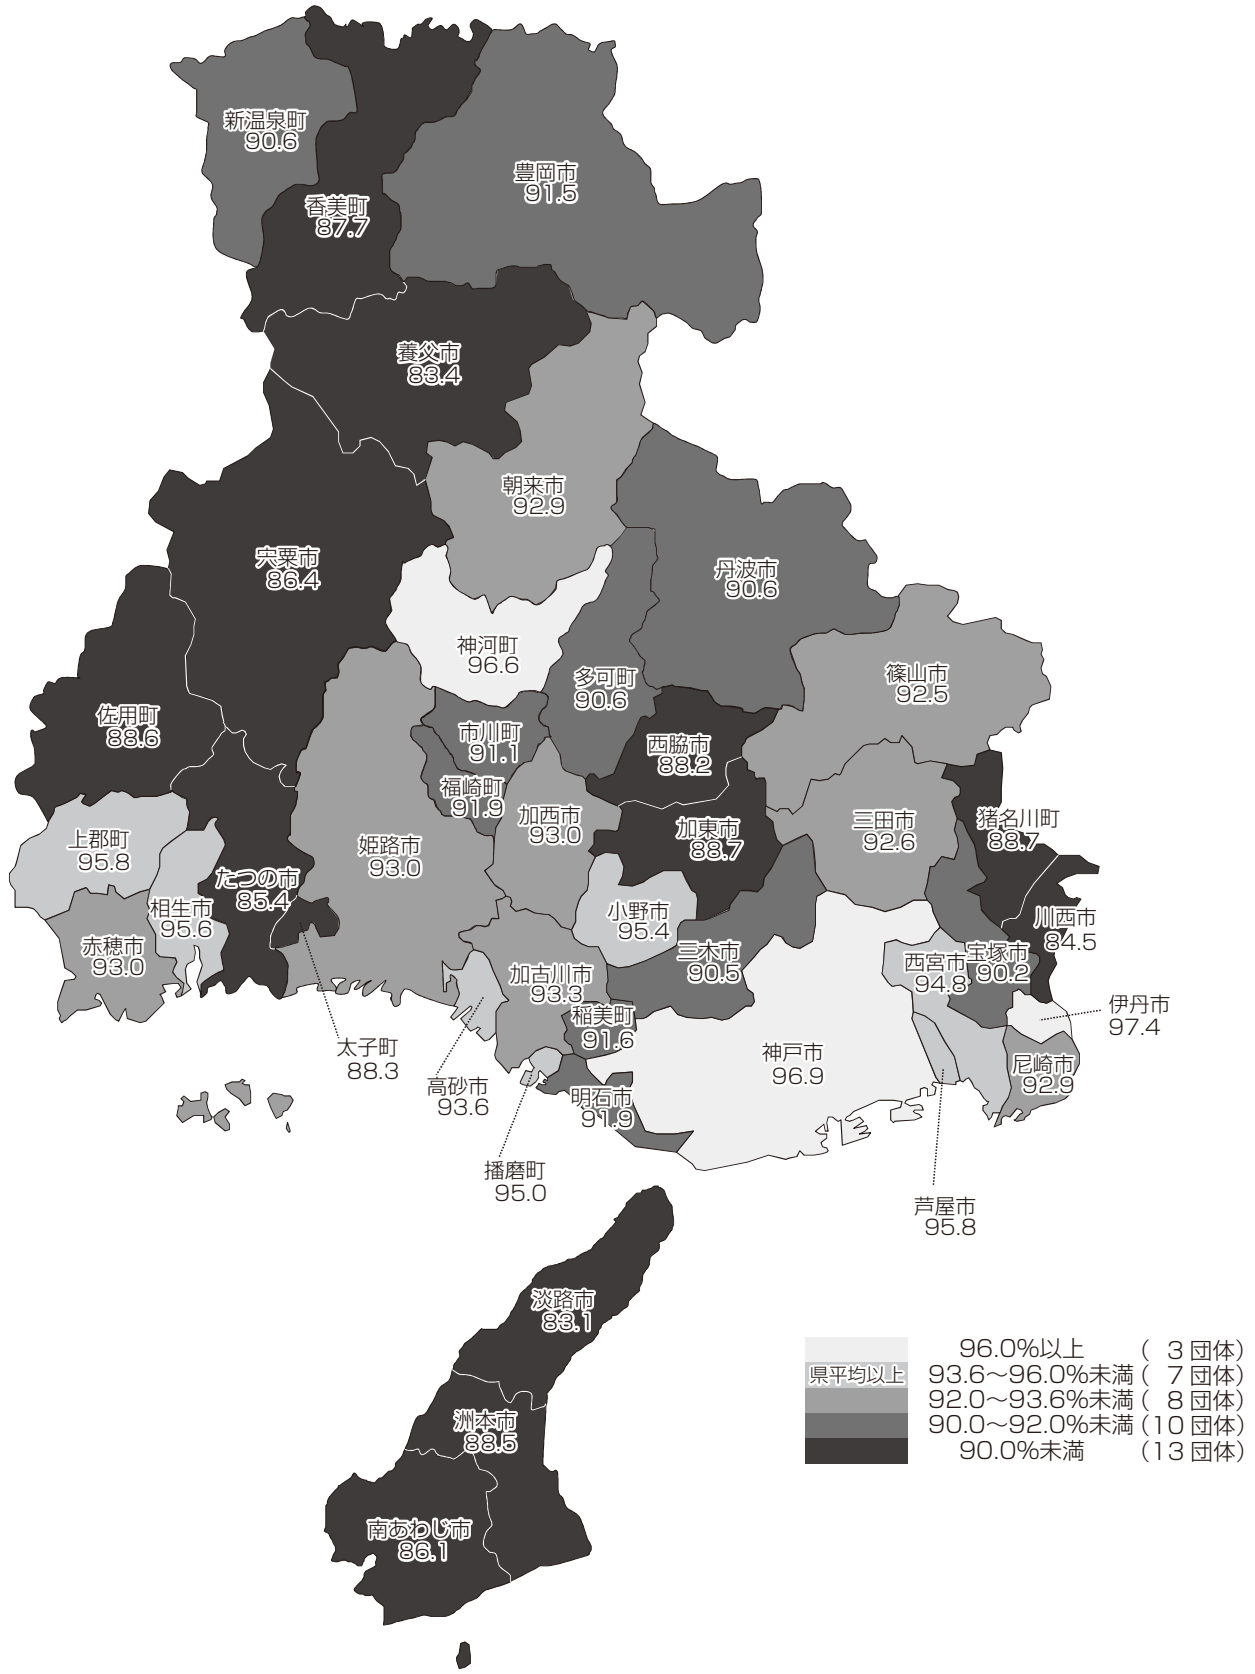 新温泉町
90.6
豊岡市
91.5
香美町
87.7
養父市
83.4
朝来市
92.9
宍粟市
86.4
丹波市
90.6
神河町
96.6
多可町
90.6
篠山市
92.5
佐用町
88.6
市川町
91.1
西脇市
88.2
福崎町
91.9
加西市
93.0
加東市
88.7
三田市
92.6
猪名川町
88.7
上郡町
95.8
姫路市
93.0
たつの市
85.4
相生市
95.6
小野市
95.4
川西市
84.5
赤穂市
93.0
三木市
90.5
西宮市
94.8
宝塚市
90.2
加古川市
93.3
伊丹市
97.4
稲美町
91.6
太子町
88.3
神戸市
96.9
尼崎市
92.9
高砂市
93.6
明石市
91.9
播磨町
95.0
芦屋市
95.8
淡路市
83.1
洲本市
88.5
南あわじ市
86.1
96.0%以上 ( 3団体)
県平均以上 93.6～96.0%未満( 7団体)
92.0～93.6%未満( 8団体)
90.0～92.0%未満(10団体)
90.0%未満 (13団体)